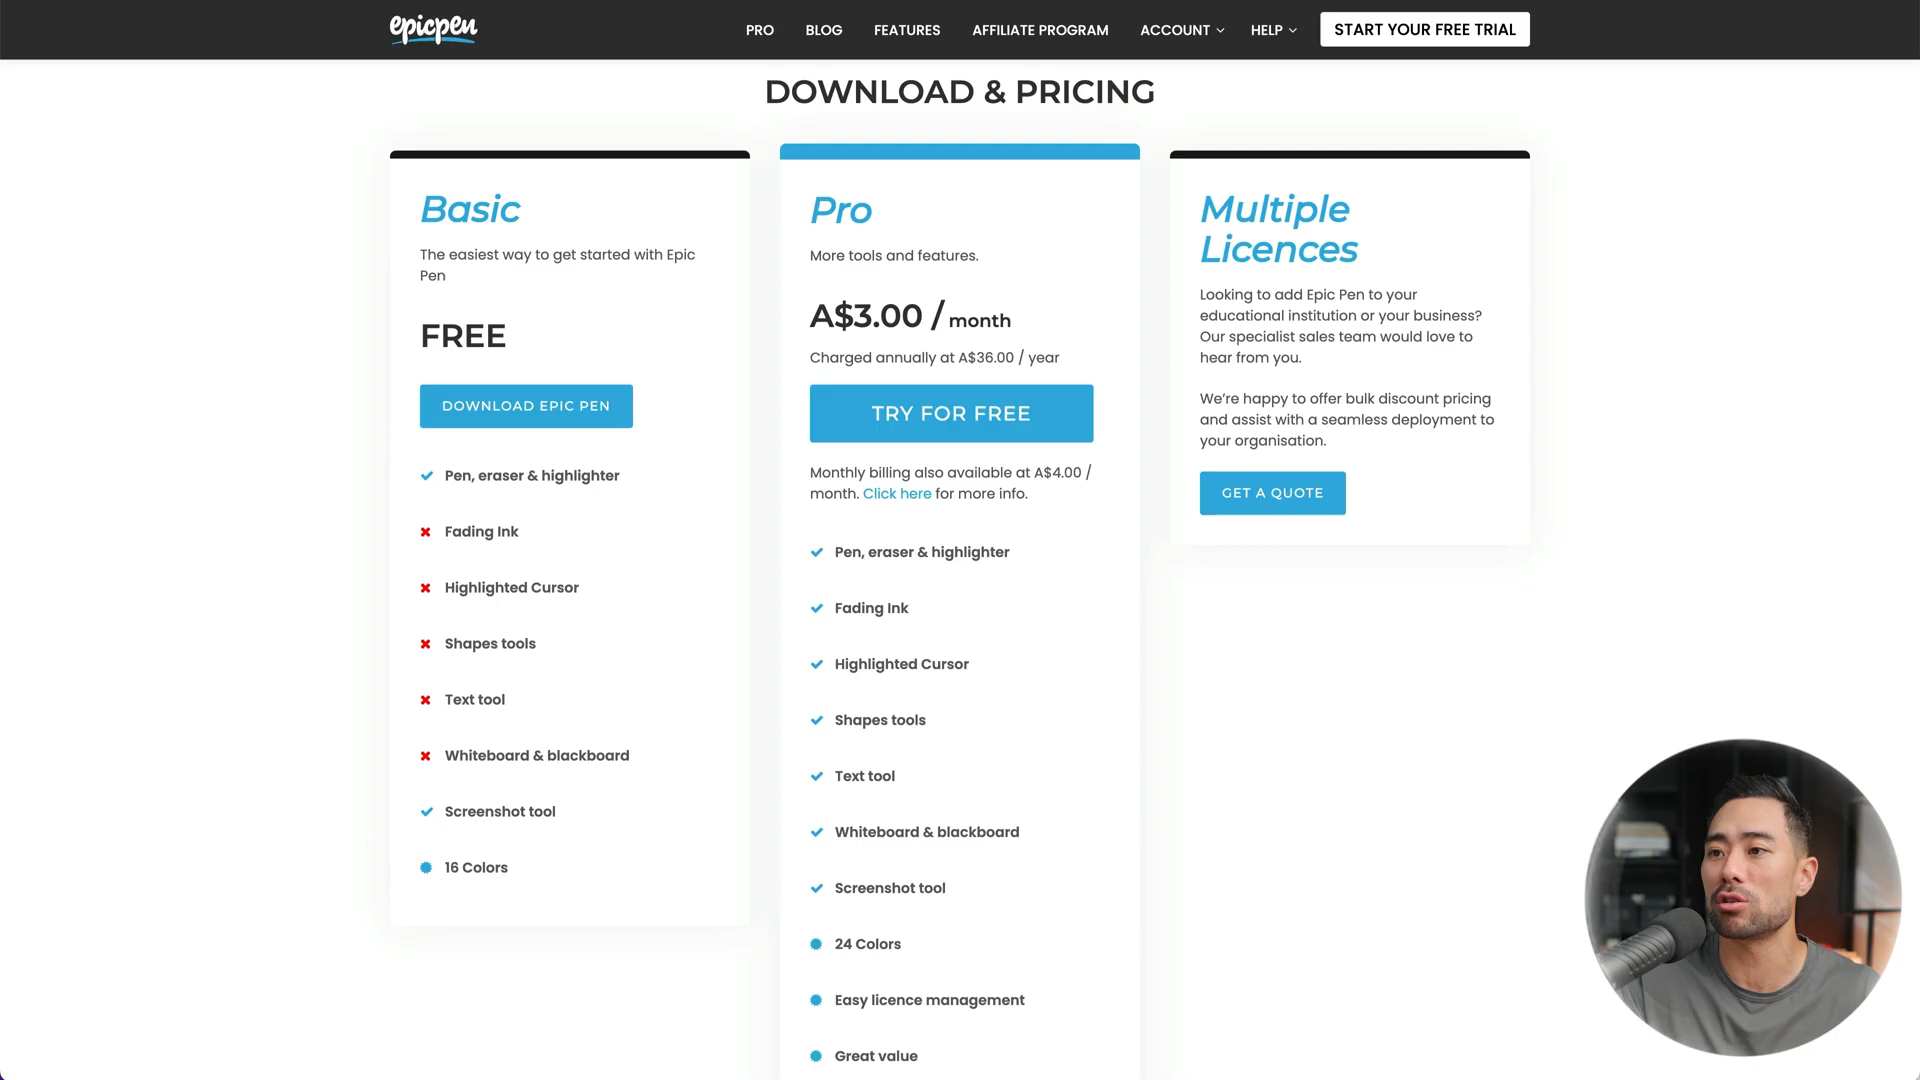 epicpen
PRO
BLOG
FEATURES
AFFILIATE PROGRAM
ACCOUNT
HELP
START YOUR FREE TRIAL
DOWNLOAD & PRICING
Basic
The easiest way to get started with Epic
Pen
FREE
DOWNLOAD EPIC PEN
Pen, eraser & highlighter
Fading Ink
Highlighted Cursor
Shapes tools
Text tool
Whiteboard & blackboard
Screenshot tool
16 Colors
Pro
More tools and features.
A$3.00 / month
Charged annually at A$36.00 / year
TRY FOR FREE
Monthly billing also available at A$4.00 /
month. Click here for more info.
Pen, eraser & highlighter
Fading Ink
Highlighted Cursor
Shapes tools
Text tool
Whiteboard & blackboard
Screenshot tool
24 Colors
Easy licence management
Great value
Multiple
Licences
Looking to add Epic Pen to your
educational institution or your business?
Our specialist sales team would love to
hear from you.
We're happy to offer bulk discount pricing
and assist with a seamless deployment to
your organisation.
GET A QUOTE